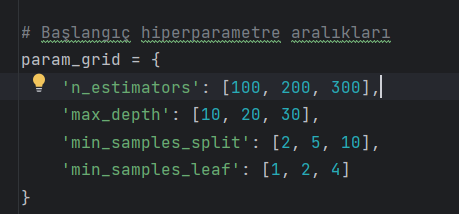 # Başlangıç hiperparametre aralıkları
param_grid = {
'n_estimators': [100, 200, 300],
'max_depth': [10, 20, 30],
'min_samples_split': [2, 5, 10],
'min_samples_leaf': [1, 2, 4]
}